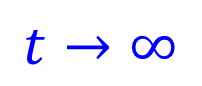 t → ∞